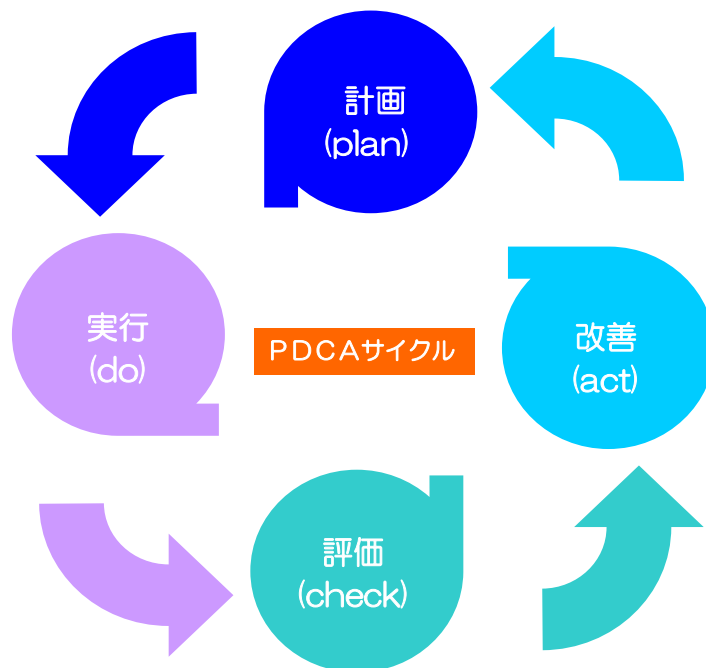 計画
(plan)
実行
(do)
PDCAサイクル
改善
(act)
評価
(check)